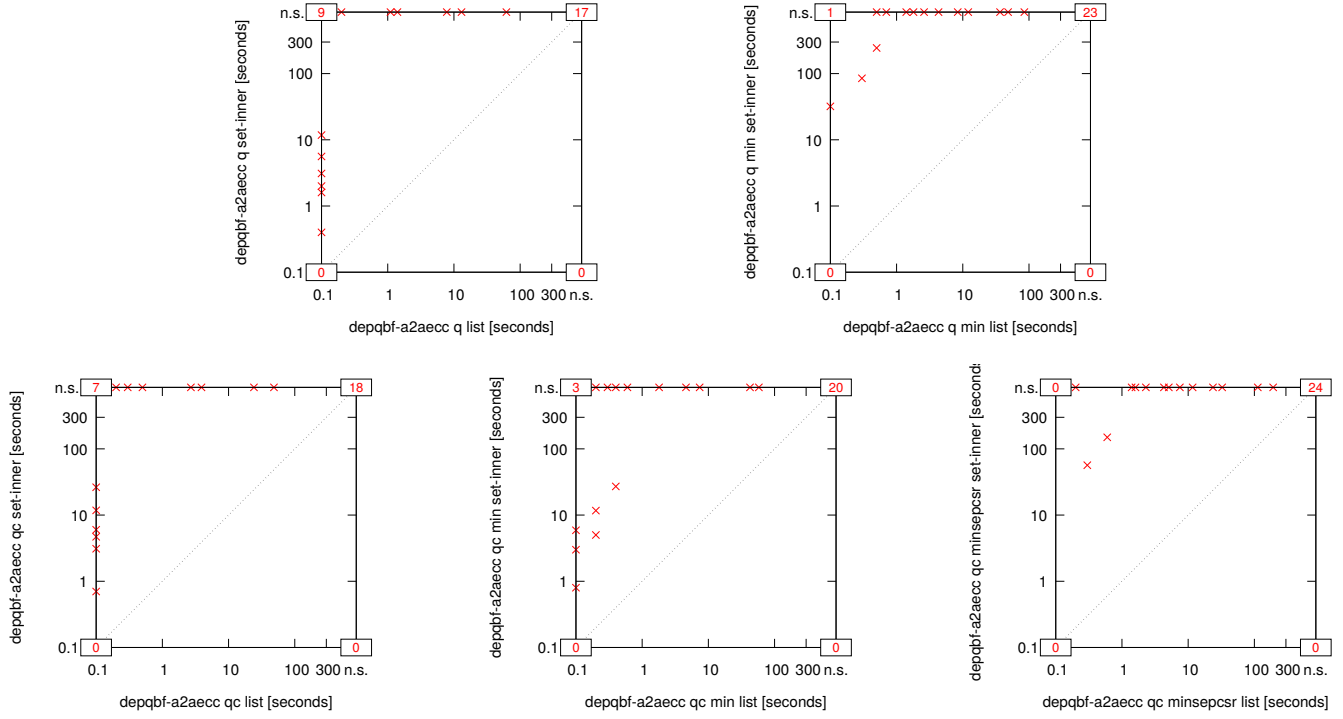 n.s. 9 17
300
100
10
1
0.1 0 0
0.1 1 10 100 300 n.s.
depqbf-a2aecc q set-inner [seconds]
depqbf-a2aecc q list [seconds]
n.s. 1 23
300
100
10
1
0.1 0 0
0.1 1 10 100 300 n.s.
depqbf-a2aecc q min set-inner [seconds]
depqbf-a2aecc q min list [seconds]
n.s. 7 18
300
100
10
1
0.1 0 0
0.1 1 10 100 300 n.s.
depqbf-a2aecc qc set-inner [seconds]
depqbf-a2aecc qc list [seconds]
n.s. 3 20
300
100
10
1
0.1 0 0
0.1 1 10 100 300 n.s.
depqbf-a2aecc qc min set-inner [seconds]
depqbf-a2aecc qc min list [seconds]
n.s. 0 24
300
100
10
1
0.1 0 0
0.1 1 10 100 300 n.s.
depqbf-a2aecc qc minsepcsr set-inner [second
depqbf-a2aecc qc minsepcsr list [seconds]